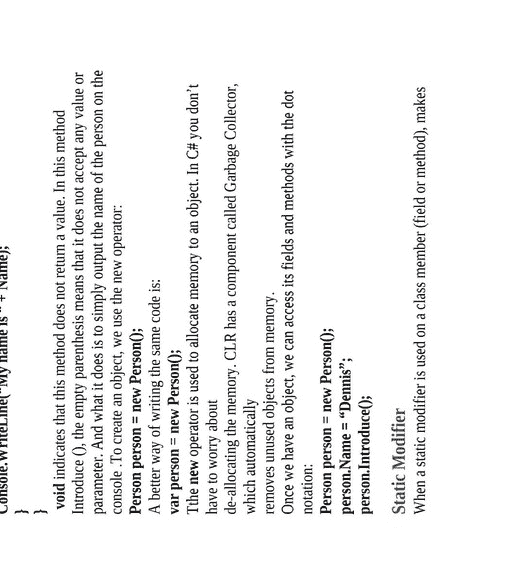 Console.WriteLine("My name is " + Name);
}
}
void indicates that this method does not return a value. In this method
Introduce (), the empty parenthesis means that it does not accept any value or
parameter. And what it does is to simply output the name of the person on the
console .To create an object, we use the new operator:
Person person = new Person();
A better way of writing the same code is:
var person = new Person();
Tthe new operator is used to allocate memory to an object. In C# you don't
have to worry about
de-allocating the memory. CLR has a component called Garbage Collector,
which automatically
removes unused objects from memory.
Once we have an object, we can access its fields and methods with the dot
notation:
Person person = new Person();
person.Name = “Dennis”;
person.Introduce();
Static Modifier
When a static modifier is used on a class member (field or method), makes